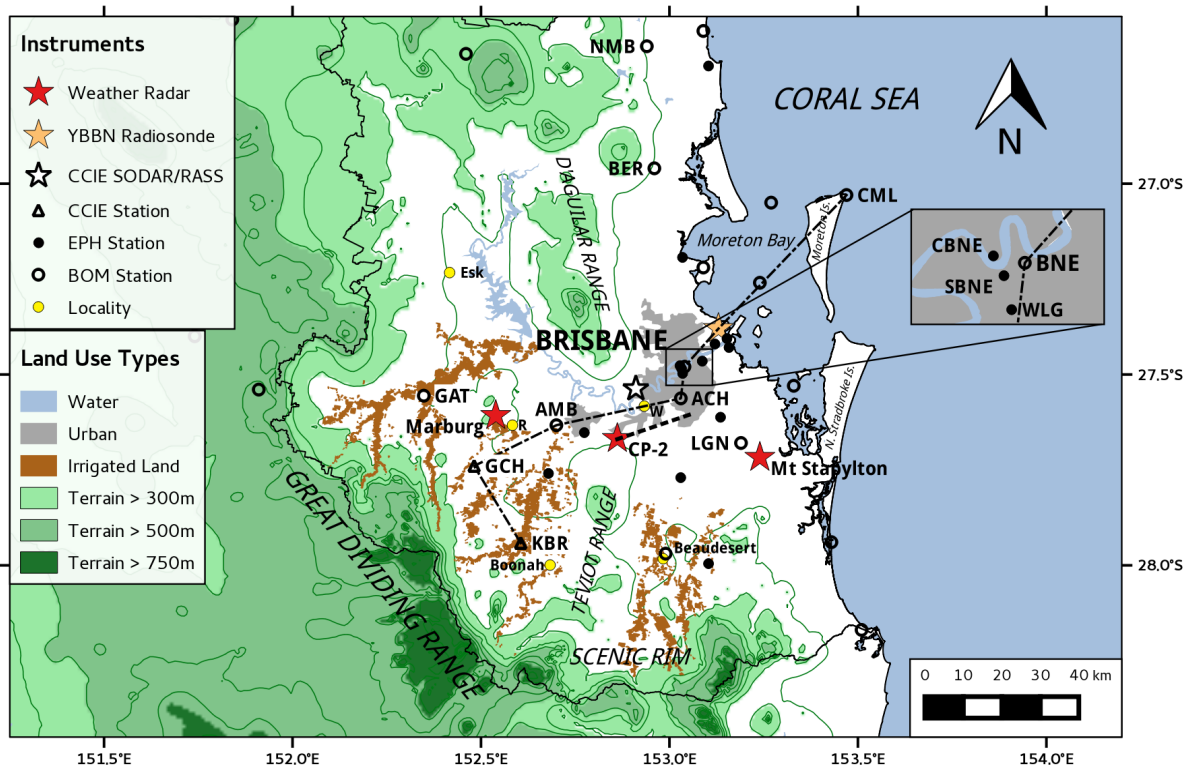 Instruments
Weather Radar
YBBN Radiosonde
CCIE SODAR/RASS
CCIE Station
EPH Station
BOM Station
Locality
Land Use Types
Water
Urban
Irrigated Land
Terrain > 300m
Terrain > 500m
Terrain > 750m
NMB
CORAL SEA
N
BER
D'AGUILAR RANGE
CML
Moreton Is.
Moreton Bay
Esk
CBNE
BNE
SBNE
WLG
BRISBANE
GAT
Marburg
R
AMB
W
ACH
CP-2
LGN
Mt Stapylton
N. Stradbroke Is.
GCH
KBR
Boonah
Beaudesert
TEVIOT RANGE
GREAT DIVIDING RANGE
SCENIC RIM
0 10 20 30 40 km
27.0°S
27.5°S
28.0°S
151.5°E 152.0°E 152.5°E 153.0°E 153.5°E 154.0°E